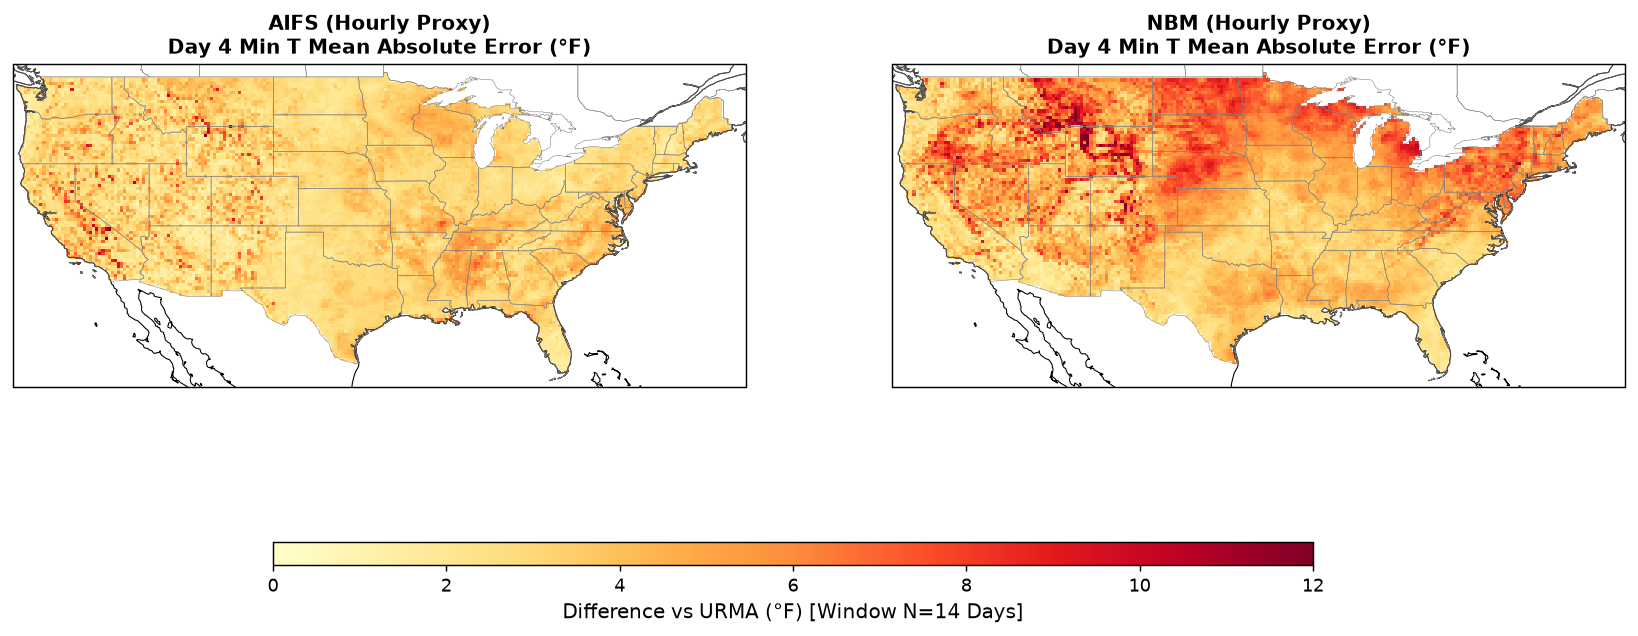 AIFS (Hourly Proxy)
Day 4 Min T Mean Absolute Error (°F)
NBM (Hourly Proxy)
Day 4 Min T Mean Absolute Error (°F)
0 2 4 6 8 10 12
Difference vs URMA (°F) [Window N=14 Days]